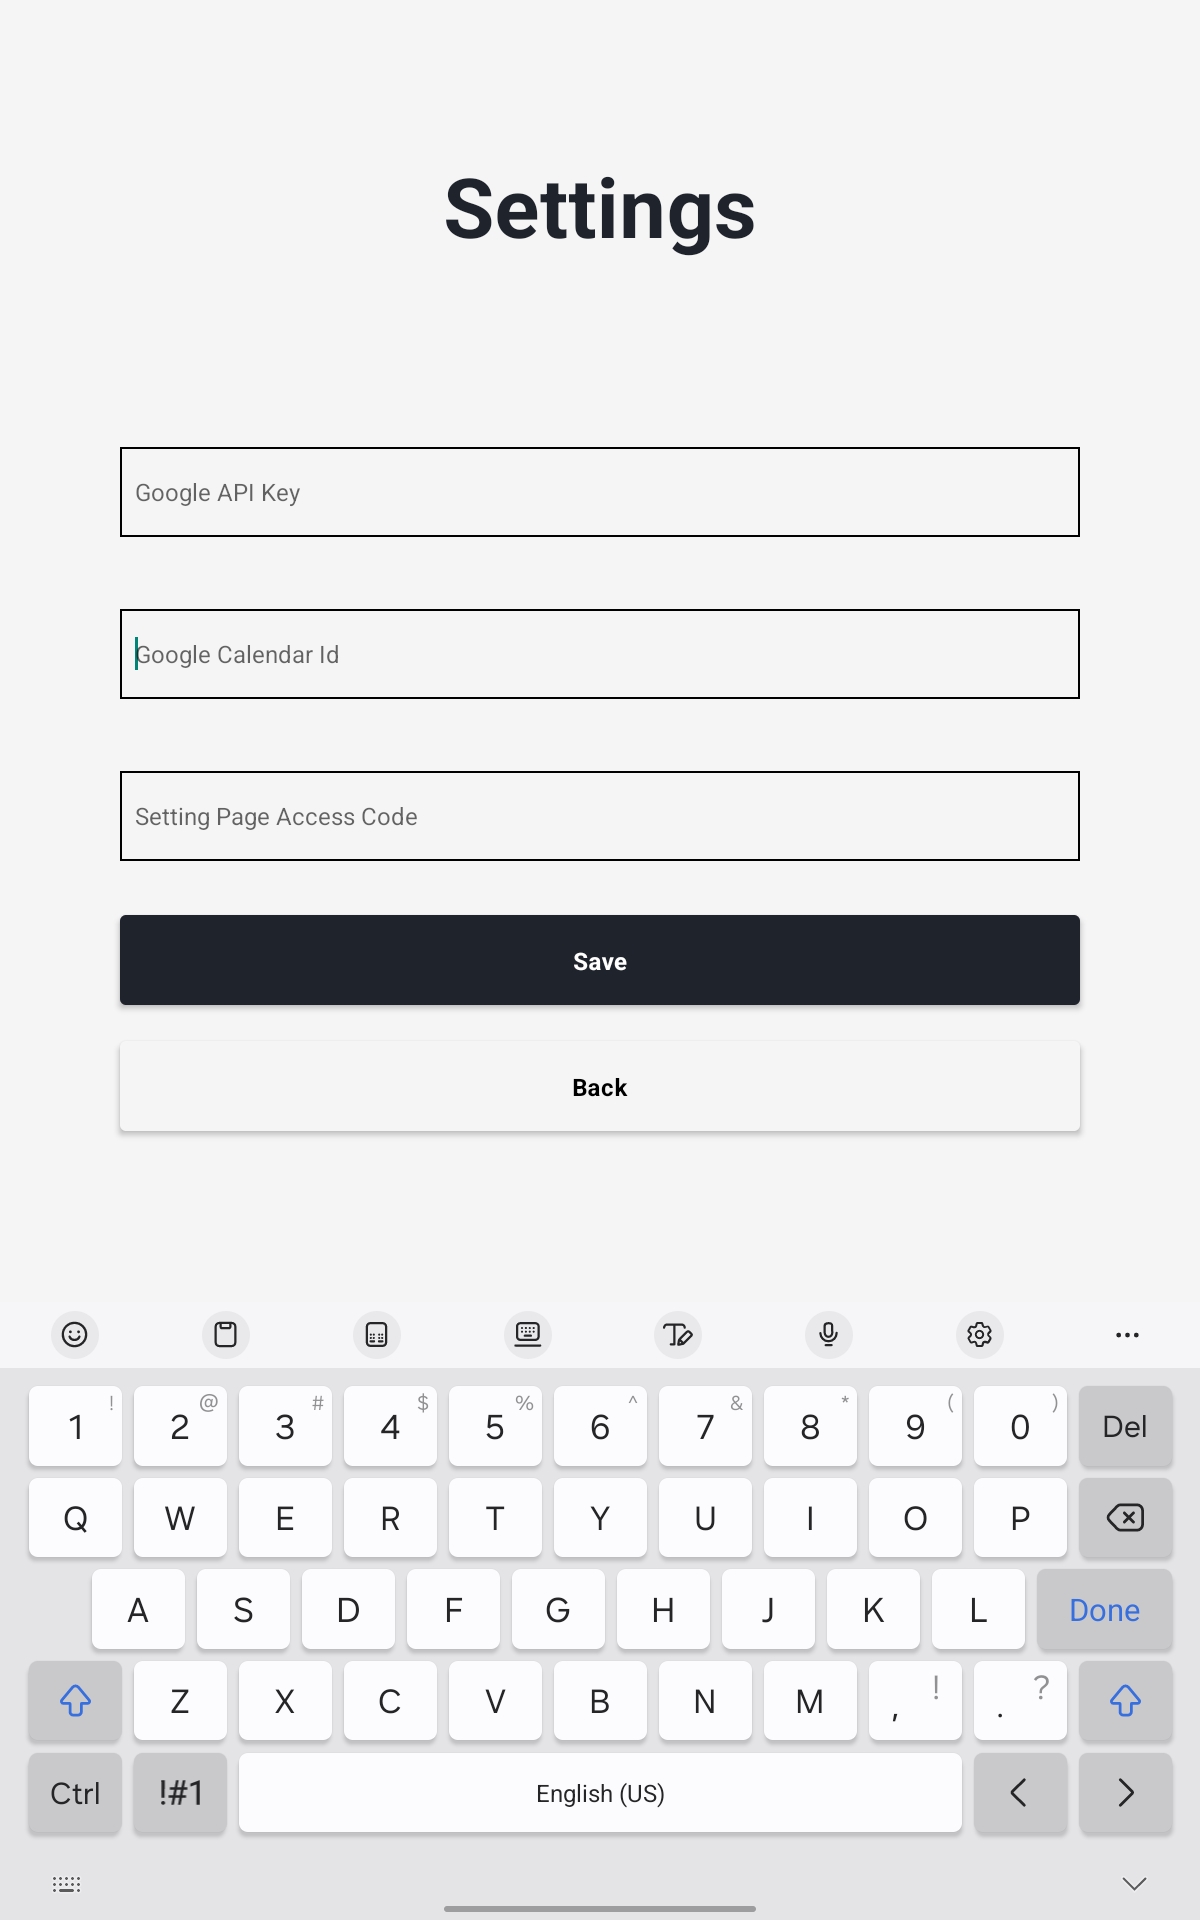 Settings
Google API Key
Google Calendar Id
Setting Page Access Code
Save
Back
1 ! 2 @ 3 # 4 $ 5 % 6 ^ 7 & 8 * 9 ( 0 ) Del
Q W E R T Y U I O P
A S D F G H J K L Done
Z X C V B N M , ! . ?
Ctrl !#1 English (US) < >